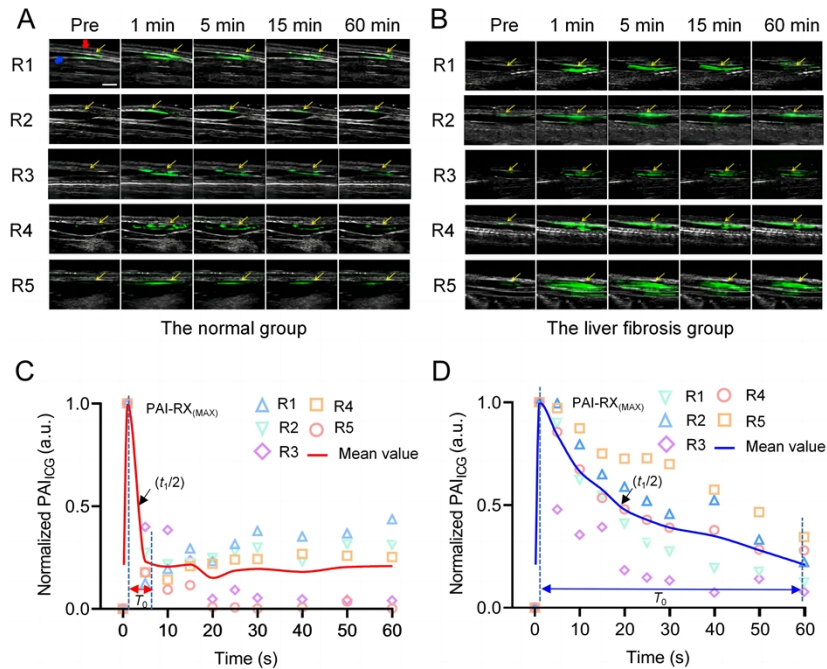 A
Pre 1 min 5 min 15 min 60 min
R1
R2
R3
R4
R5
The normal group
B
Pre 1 min 5 min 15 min 60 min
R1
R2
R3
R4
R5
The liver fibrosis group
C
Normalized PAI_ICG (a.u.)
1.0
0.5
0.0
PAI-RX_(MAX)
(t₁/2)
T₀
R1 R4
R2 R5
R3 Mean value
0 10 20 30 40 50 60
Time (s)
D
Normalized PAI_ICG (a.u.)
1.0
0.5
0.0
PAI-RX_(MAX)
(t₁/2)
T₀
R1 R4
R2 R5
R3 Mean value
0 10 20 30 40 50 60
Time (s)